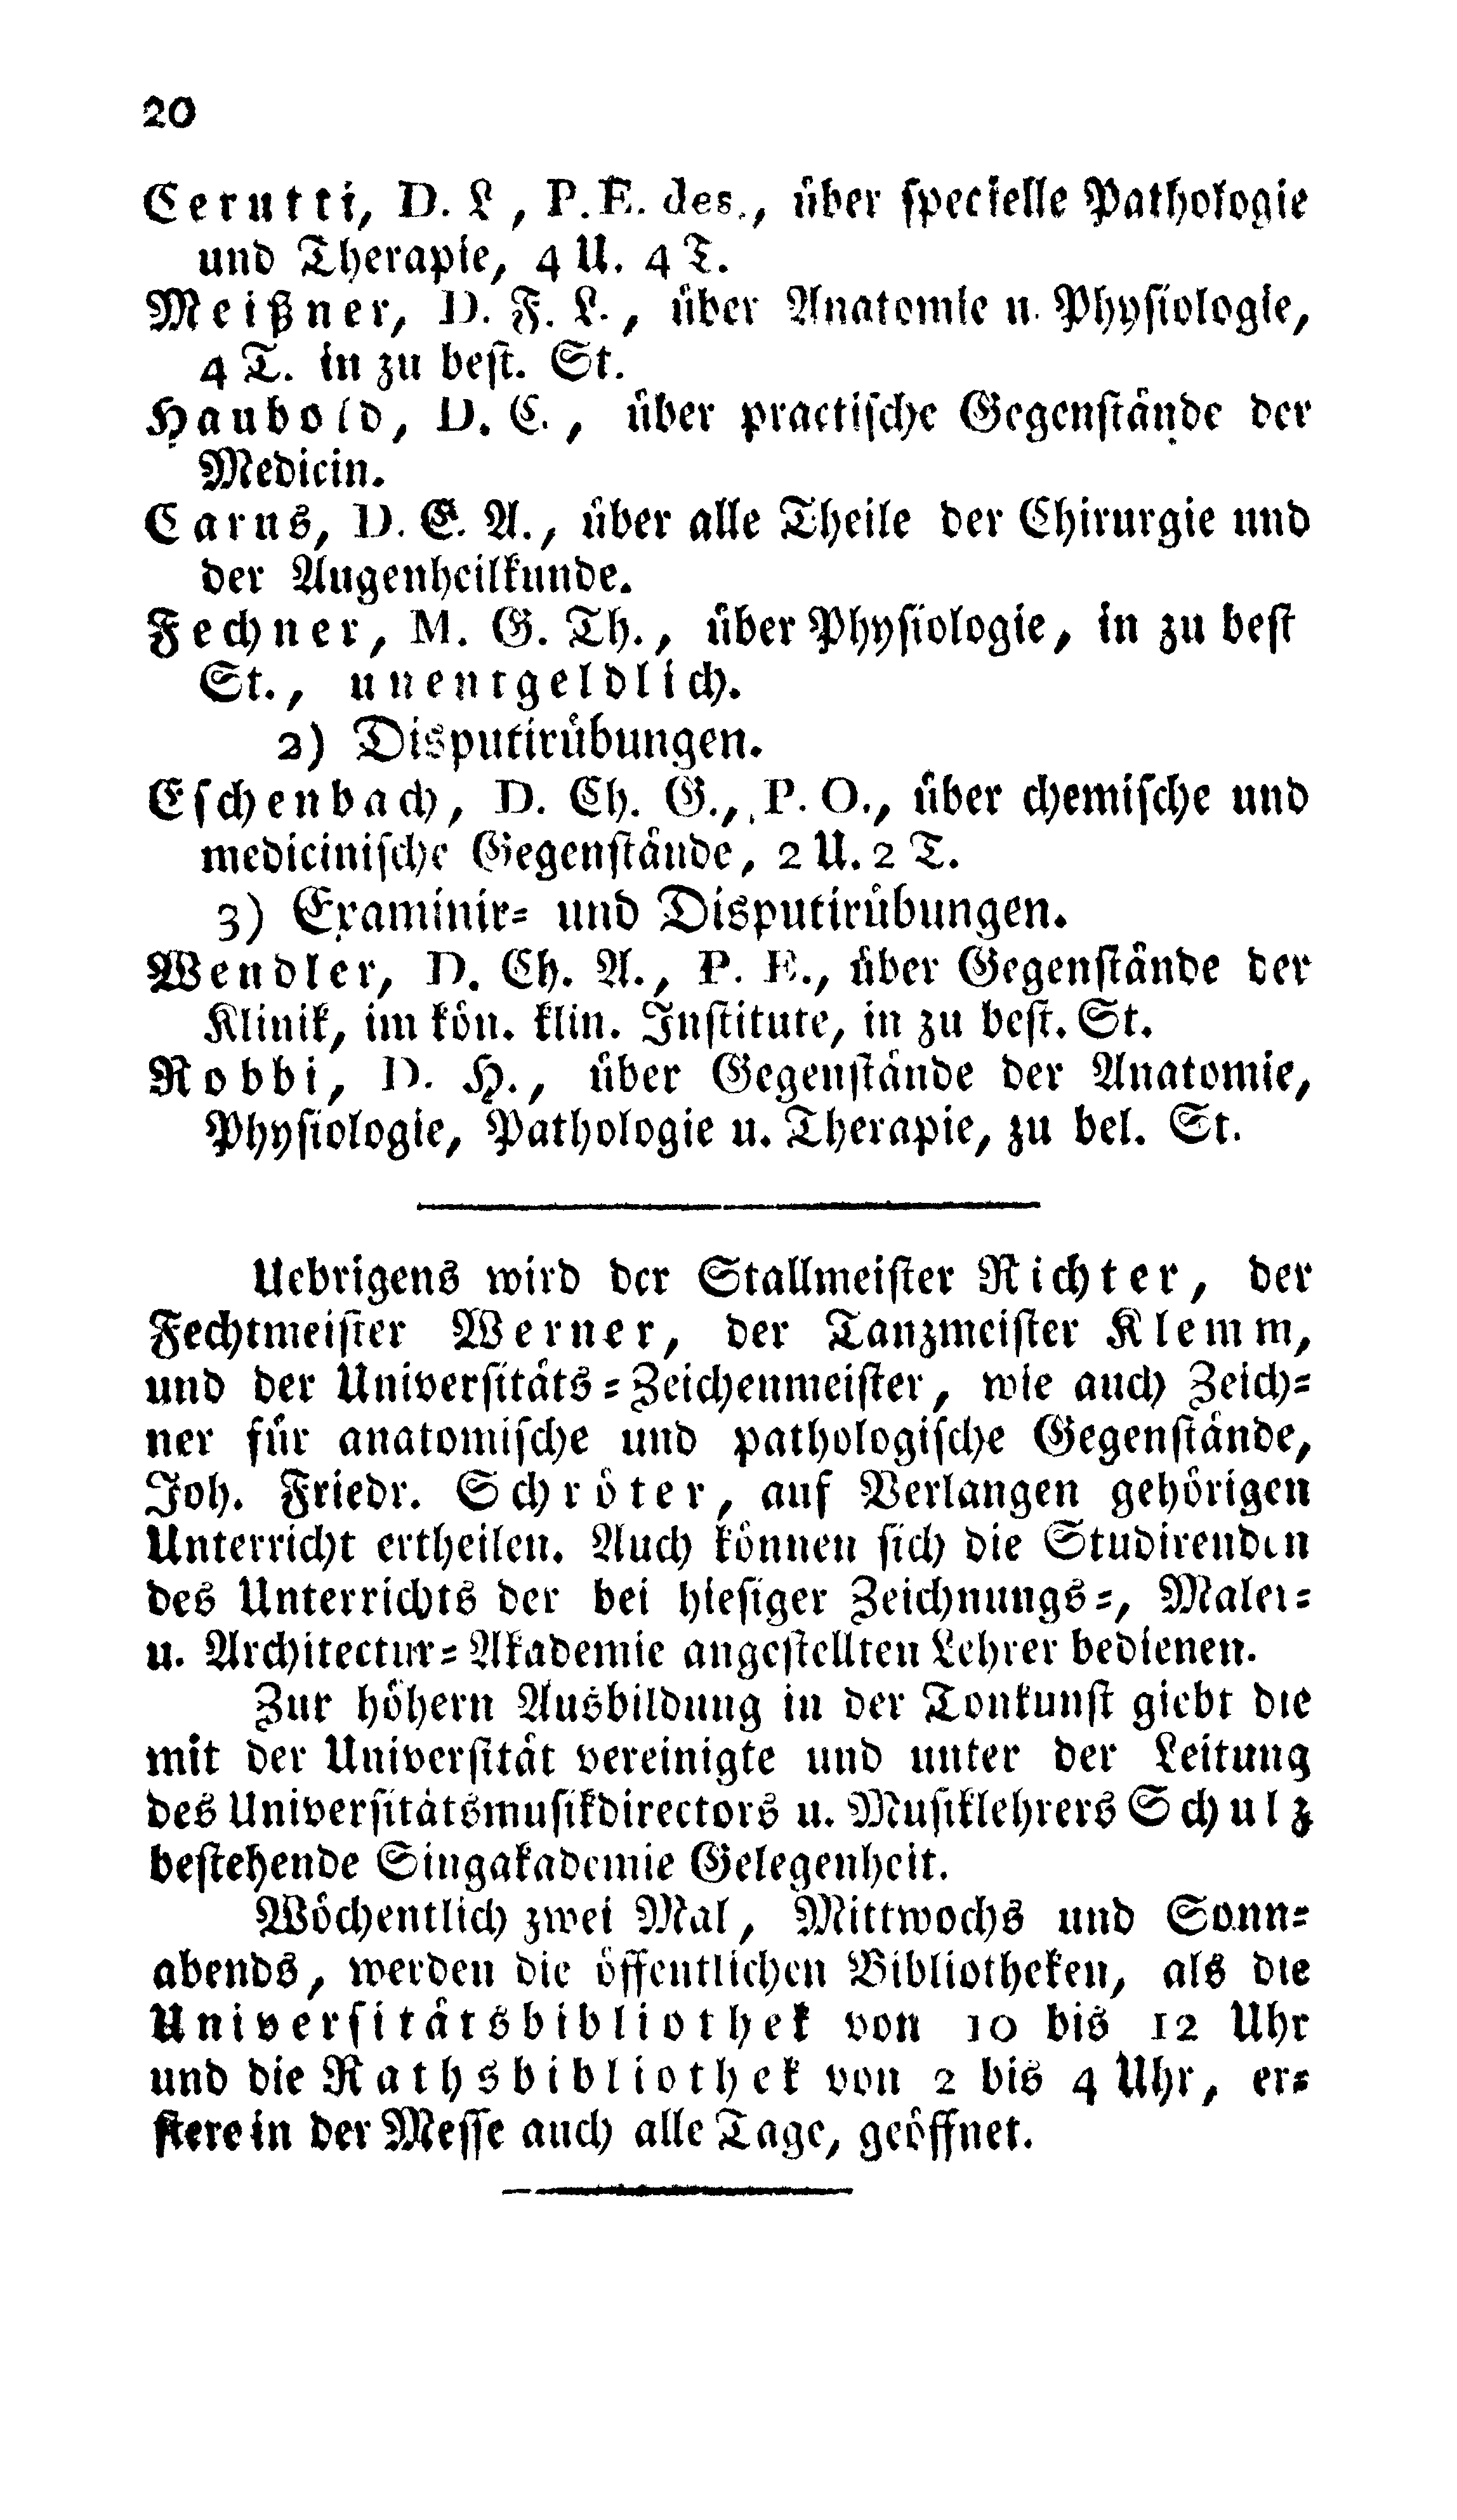 20
Cerutti, D. L, P. E. des., über specielle Pathologie
und Therapie, 4 U. 4 T.
Meißner, D. F. L., über Anatomie u. Physiologie,
4 T. in zu best. St.
Haubold, D. C., über practische Gegenstände der
Medicin.
Carus, D. E. A., über alle Theile der Chirurgie und
der Augenheilkunde.
Fechner, M. G. Th., über Physiologie, in zu best
St., unentgeldlich.
2) Disputirübungen.
Eschenbach, D. Ch. G., P. O., über chemische und
medicinische Gegenstände, 2 U. 2 T.
3) Examinir- und Disputirübungen.
Wendler, D. Ch. A., P. E., über Gegenstände der
Klinik, im kön. klin. Institute, in zu best. St.
Robbi, D. H., über Gegenstände der Anatomie,
Physiologie, Pathologie u. Therapie, zu bel. St.
Uebrigens wird der Stallmeister Richter, der
Fechtmeister Werner, der Tanzmeister Klemm,
und der Universitäts-Zeichenmeister, wie auch Zeich-
ner für anatomische und pathologische Gegenstände,
Joh. Friedr. Schröter, auf Verlangen gehörigen
Unterricht ertheilen. Auch können sich die Studirenden
des Unterrichts der bei hiesiger Zeichnungs-, Malei-
u. Architectur-Akademie angestellten Lehrer bedienen.
Zur höhern Ausbildung in der Tonkunst giebt die
mit der Universität vereinigte und unter der Leitung
des Universitätsmusikdirectors u. Musiklehrers Schulz
bestehende Singakademie Gelegenheit.
Wöchentlich zwei Mal, Mittwochs und Sonn-
abends, werden die öffentlichen Bibliotheken, als die
Universitätsbibliothek von 10 bis 12 Uhr
und die Rathsbibliothek von 2 bis 4 Uhr, er-
stere in der Messe auch alle Tage, geöffnet.